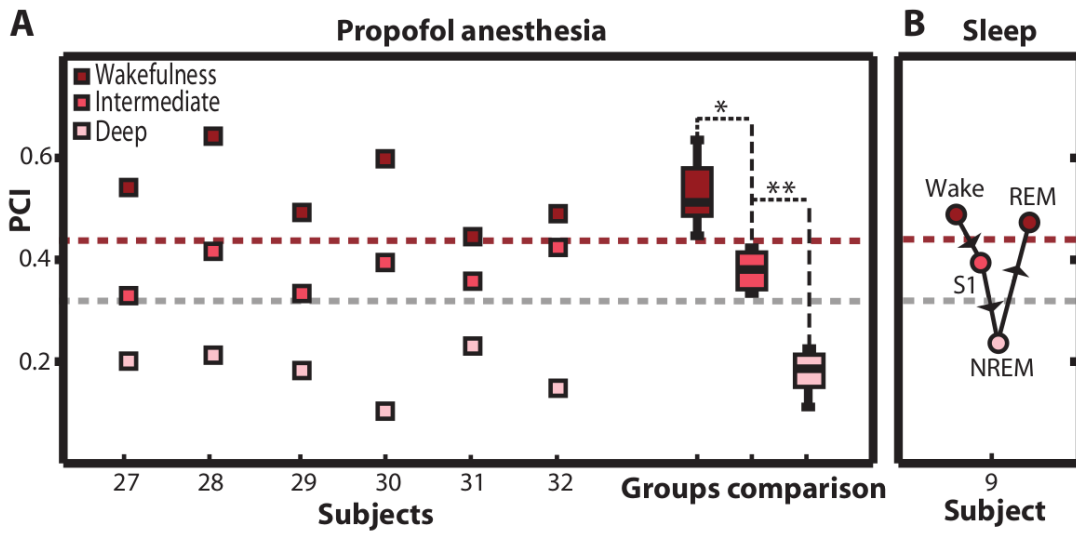 A
Propofol anesthesia
Wakefulness
Intermediate
Deep
PCI
0.6
0.4
0.2
*
**
27 28 29 30 31 32
Subjects
Groups comparison
B
Sleep
Wake
REM
S1
NREM
9
Subject